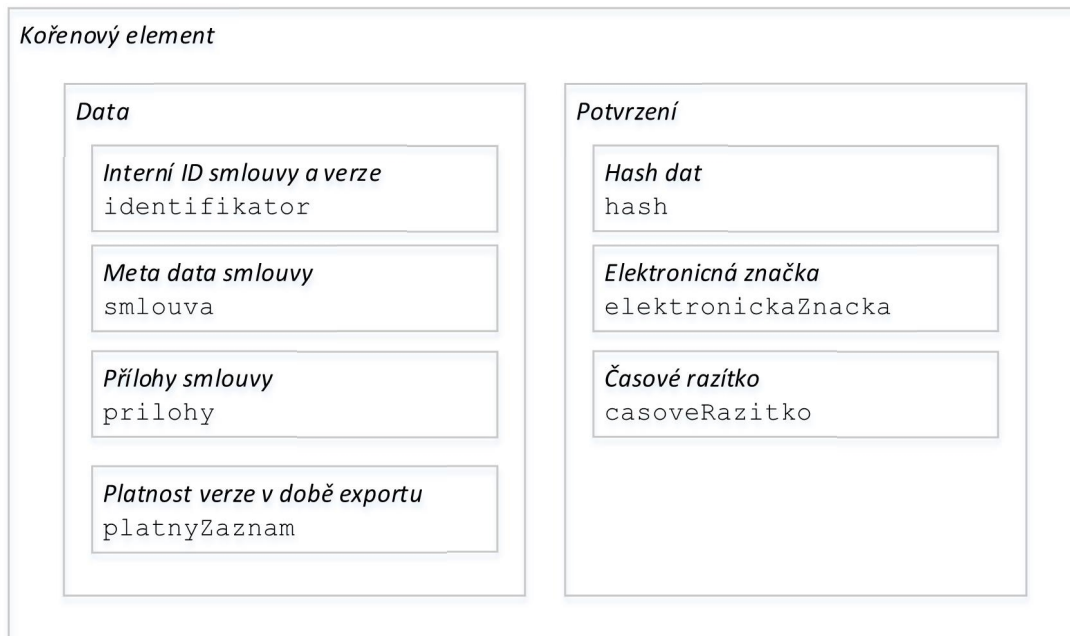 Kořenový element
Data
Interní ID smlouvy a verze
identifikator
Meta data smlouvy
smlouva
Přílohy smlouvy
prilohy
Platnost verze v době exportu
platnyZaznam
Potvrzení
Hash dat
hash
Elektronicná značka
elektronickaZnacka
Časové razítko
casoveRazitko